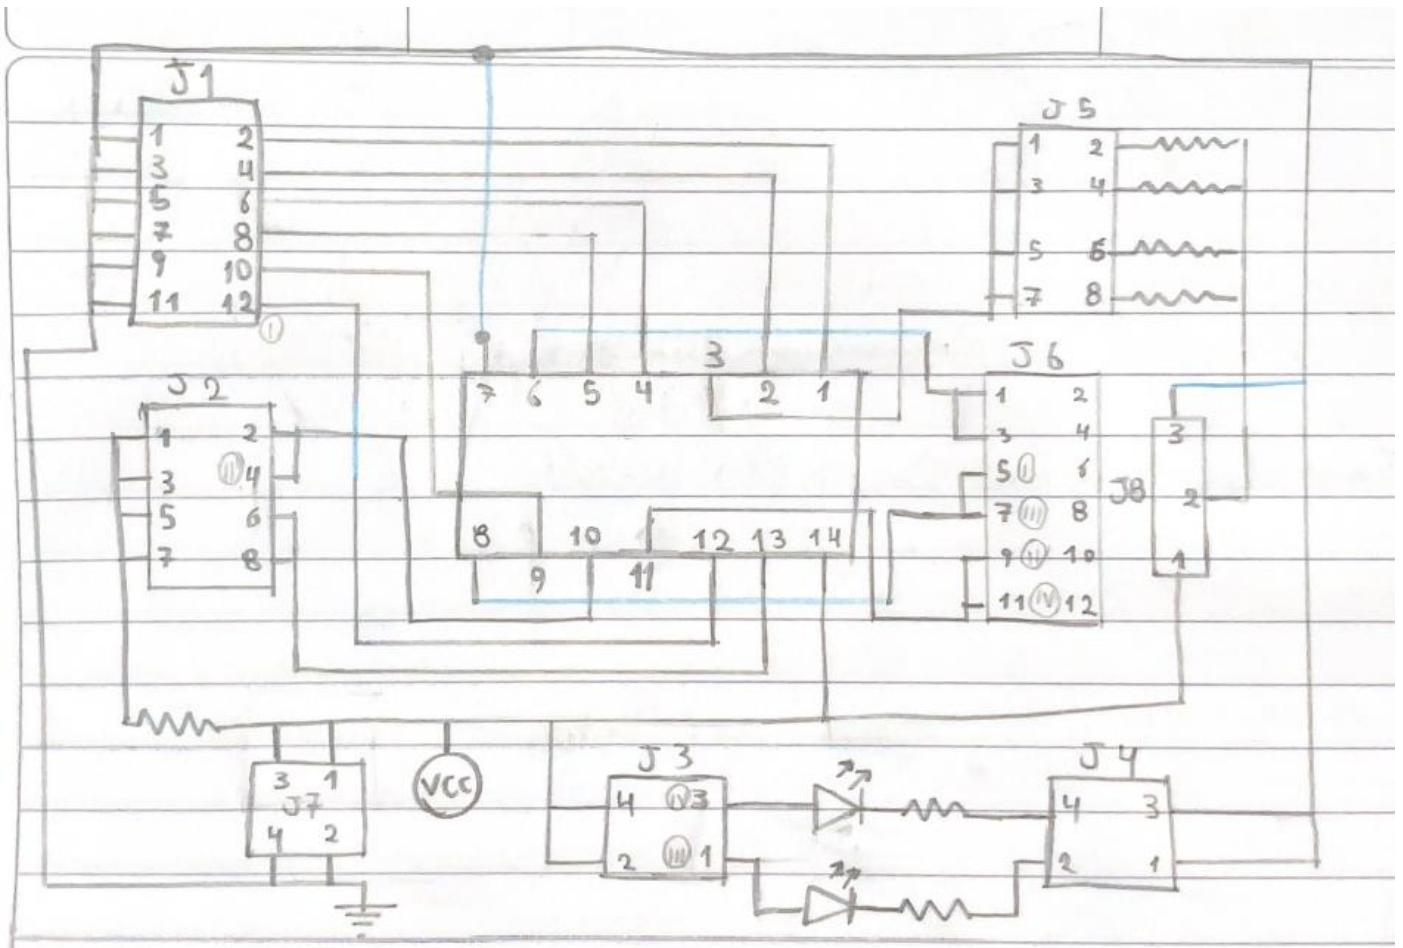 J1
1 2
3 4
5 6
7 8
9 10
11 12
I
J5
1 2
3 4
5 6
7 8
J2
1 2
II
3 4
5 6
7 8
3
7 6 5 4 2 1
8 10 12 13 14
9 11
J6
1 2
3 4
5 I 6
7 III 8
9 II 10
11 IV 12
J8
3
2
1
3 1
J7
4 2
VCC
J3
4 IV 3
2 III 1
J4
4 3
2 1